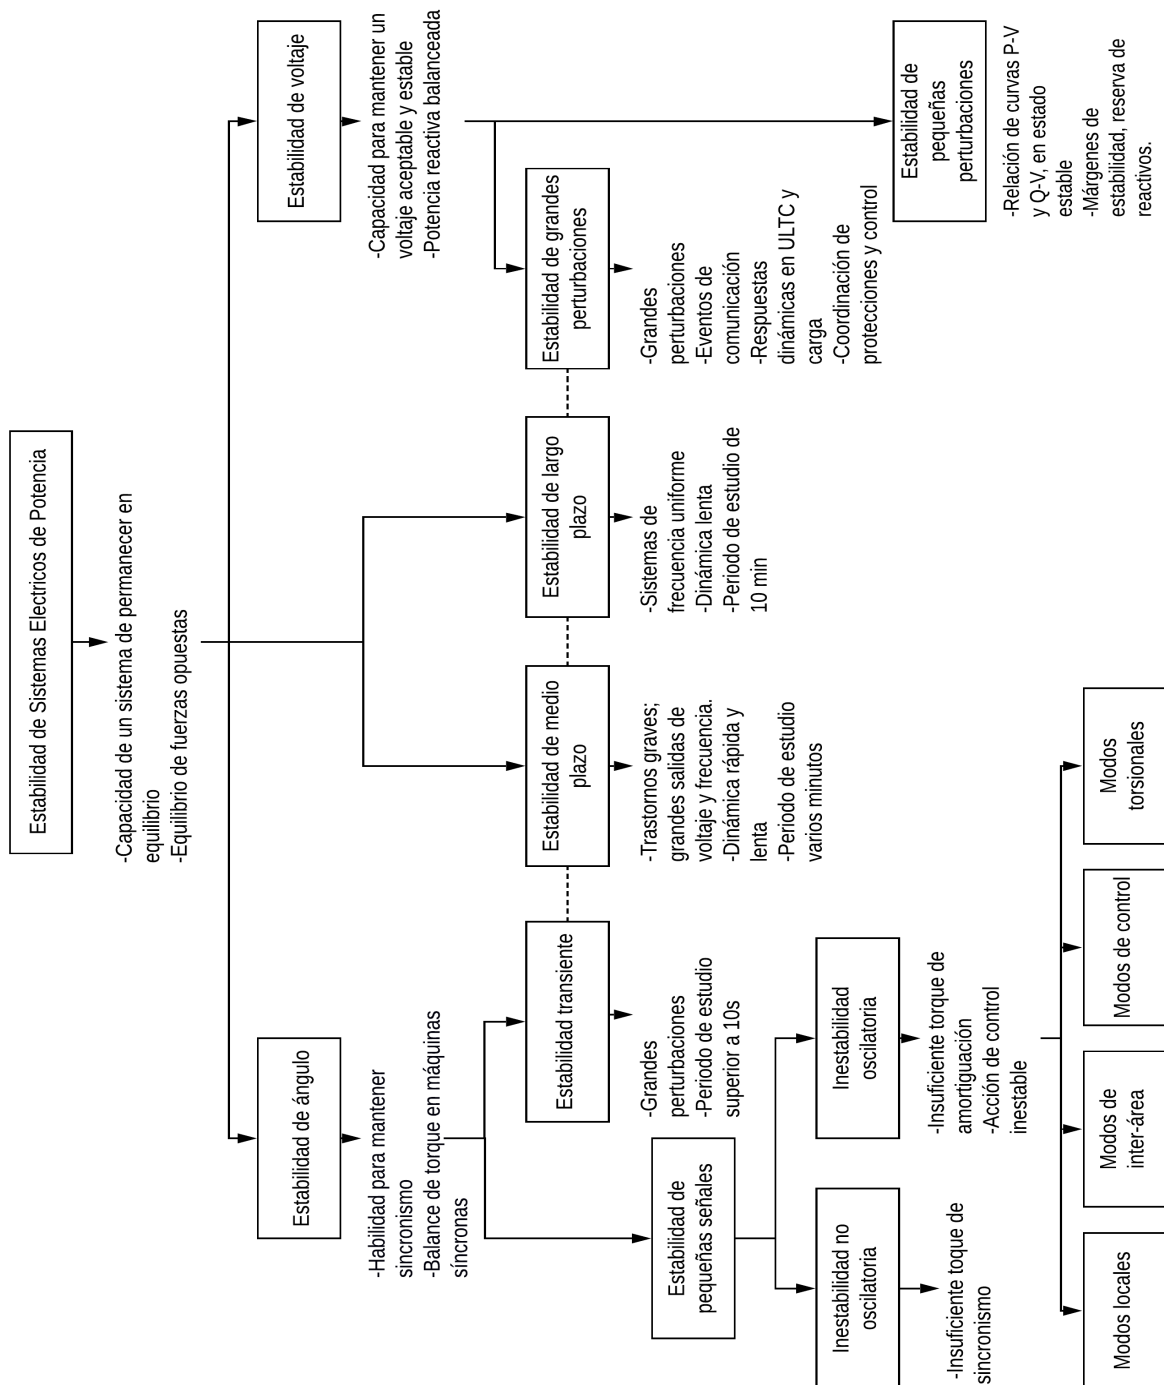 Estabilidad de Sistemas Electricos de Potencia
-Capacidad de un sistema de permanecer en
equilibrio
-Equilibrio de fuerzas opuestas
Estabilidad de ángulo
-Habilidad para mantener
sincronismo
-Balance de torque en máquinas
síncronas
Estabilidad de voltaje
-Capacidad para mantener un
voltaje aceptable y estable
-Potencia reactiva balanceada
Estabilidad transiente
-Grandes
perturbaciones
-Periodo de estudio
superior a 10s
Estabilidad de medio
plazo
-Trastornos graves;
grandes salidas de
voltaje y frecuencia.
-Dinámica rápida y
lenta
-Periodo de estudio
varios minutos
Estabilidad de largo
plazo
-Sistemas de
frecuencia uniforme
-Dinámica lenta
-Periodo de estudio de
10 min
Estabilidad de grandes
perturbaciones
-Grandes
perturbaciones
-Eventos de
comunicación
-Respuestas
dinámicas en ULTC y
carga
-Coordinación de
protecciones y control
Estabilidad de
pequeñas señales
Inestabilidad no
oscilatoria
-Insuficiente toque de
sincronismo
Inestabilidad
oscilatoria
-Insuficiente torque de
amortiguación
-Acción de control
inestable
Estabilidad de
pequeñas
perturbaciones
-Relación de curvas P-V
y Q-V, en estado
estable
-Márgenes de
estabilidad, reserva de
reactivos.
Modos locales
Modos de
inter-área
Modos de control
Modos
torsionales